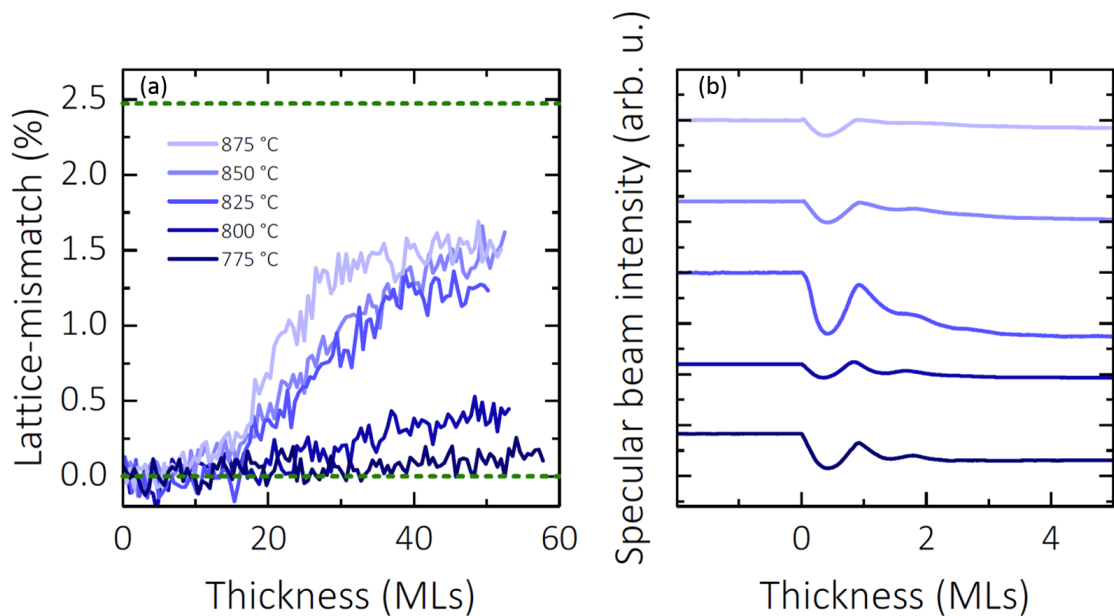 (a)
2.5
2.0
1.5
1.0
0.5
0.0
Lattice-mismatch (%)
875 °C
850 °C
825 °C
800 °C
775 °C
0 20 40 60
Thickness (MLs)
(b)
Specular beam intensity (arb. u.)
0 2 4
Thickness (MLs)